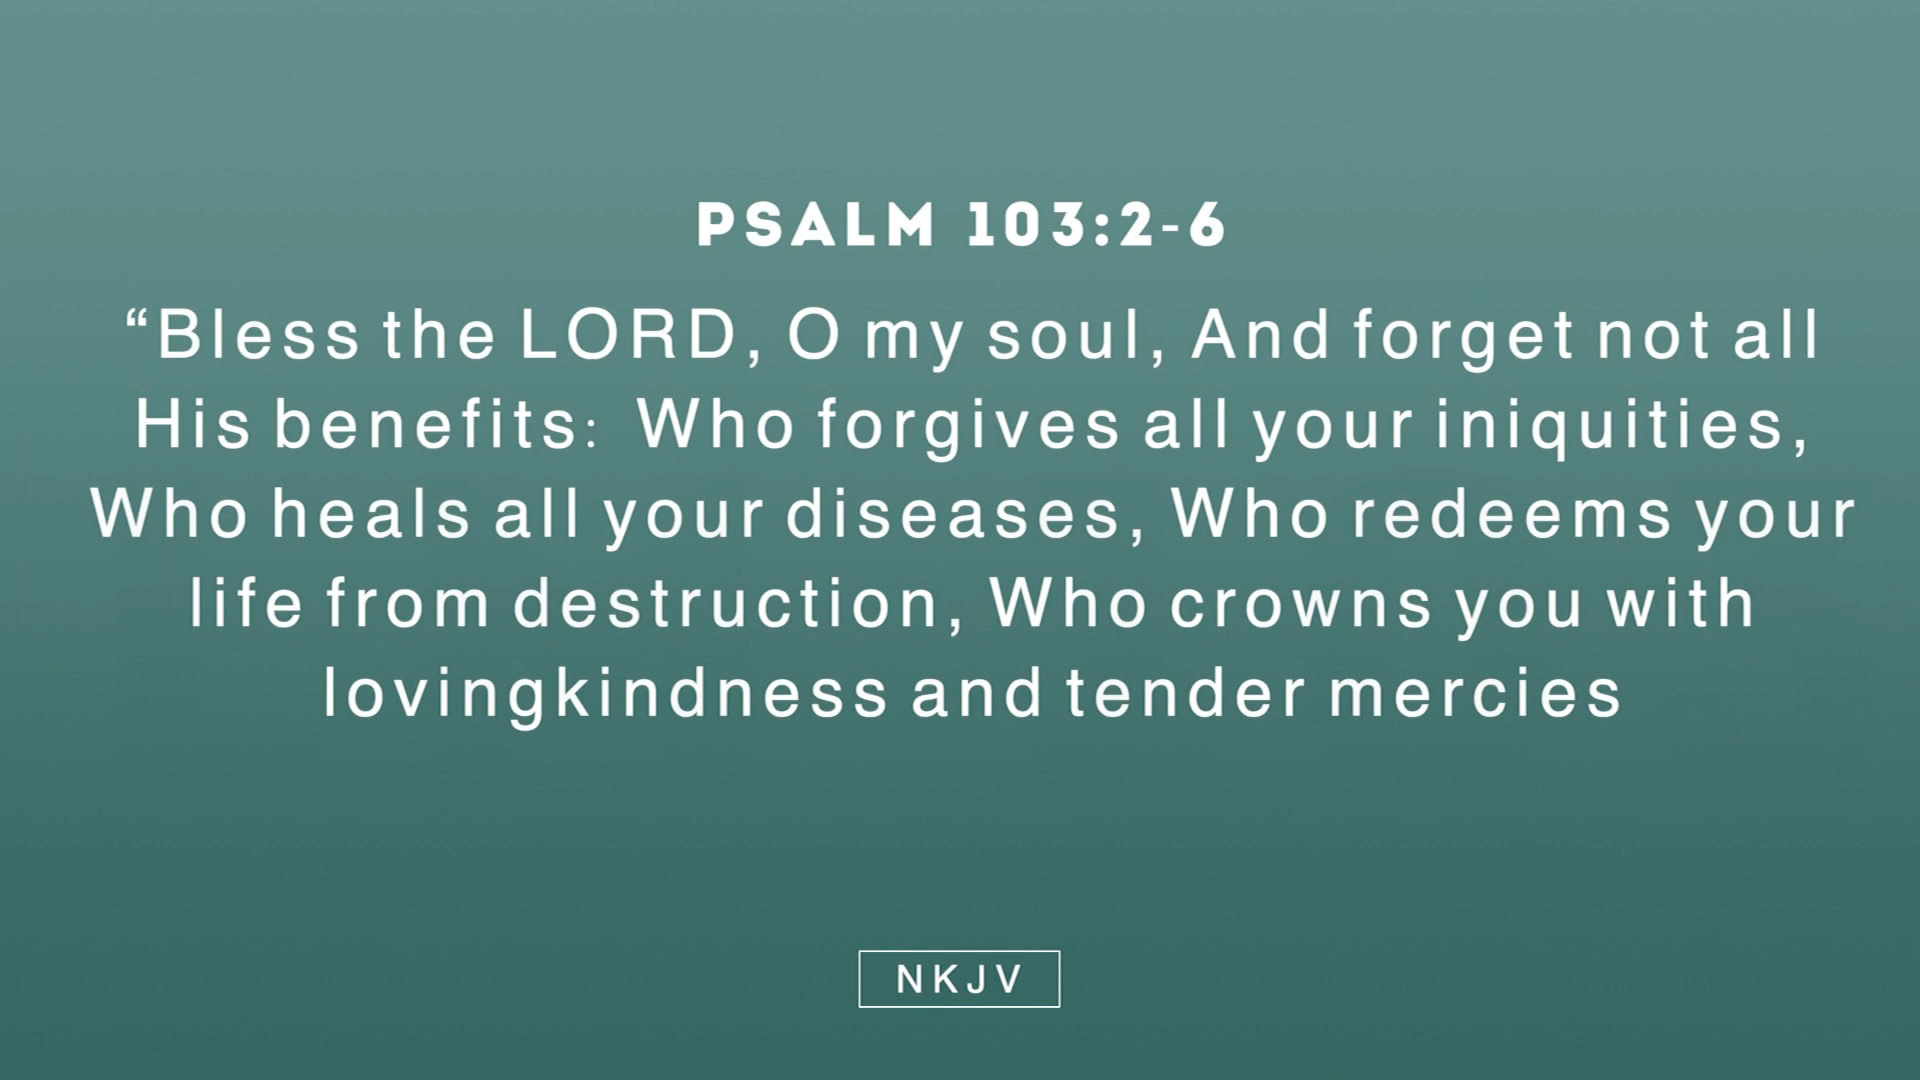 PSALM 103:2-6
“Bless the LORD, O my soul, And forget not all
His benefits: Who forgives all your iniquities,
Who heals all your diseases, Who redeems your
life from destruction, Who crowns you with
lovingkindness and tender mercies
NKJV